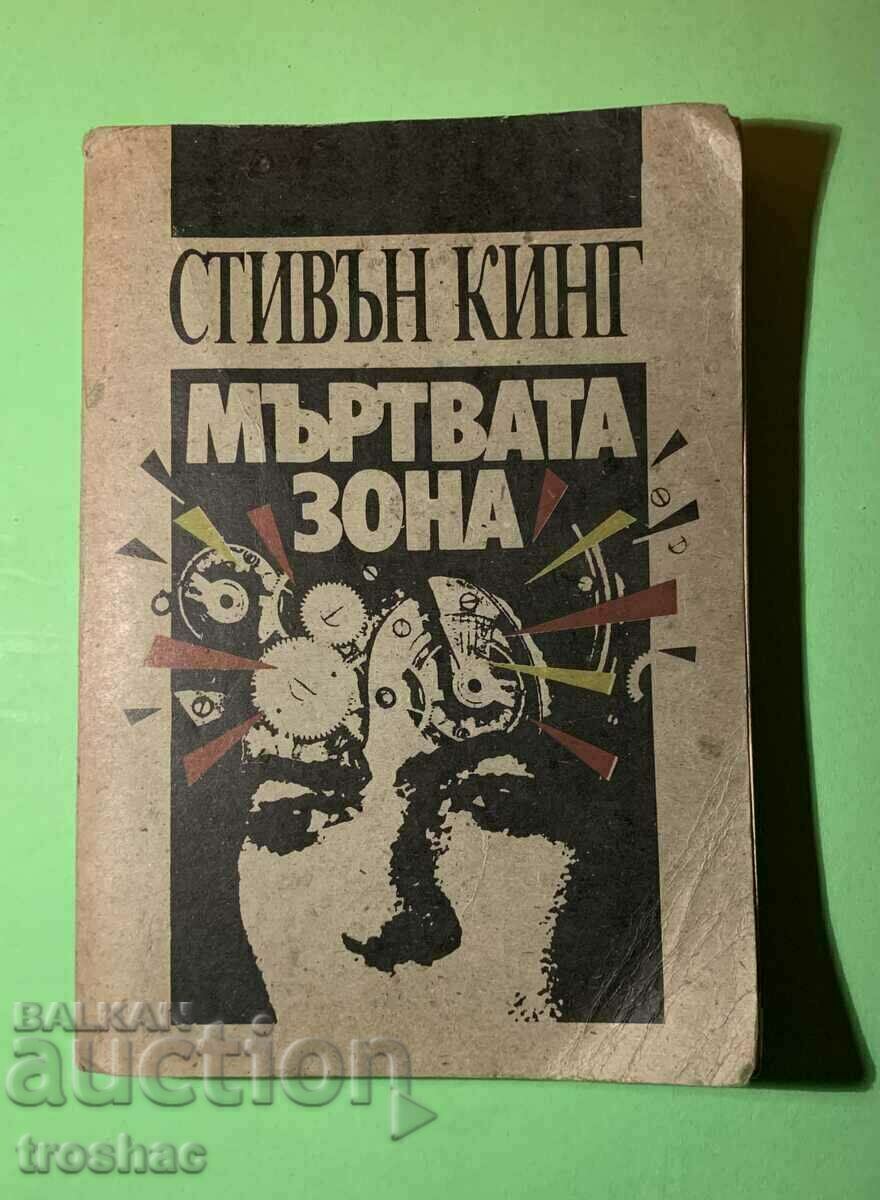 СТИВЪН КИНГ
МЪРТВАТА
ЗОНА
BALKAN
auction
troshac